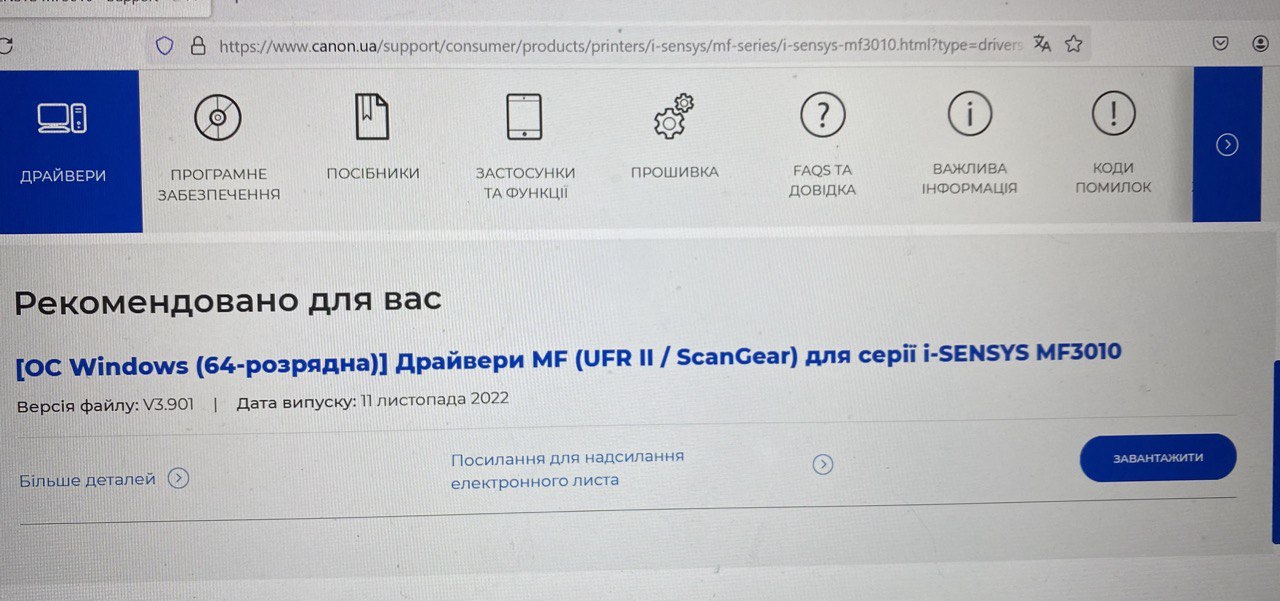 https://www.canon.ua/support/consumer/products/printers/i-sensys/mf-series/i-sensys-mf3010.html?type=drivers
ДРАЙВЕРИ
ПРОГРАМНЕ
ЗАБЕЗПЕЧЕННЯ
ПОСІБНИКИ
ЗАСТОСУНКИ
ТА ФУНКЦІЇ
ПРОШИВКА
FAQS ТА
ДОВІДКА
ВАЖЛИВА
ІНФОРМАЦІЯ
КОДИ
ПОМИЛОК
Рекомендовано для вас
[ОС Windows (64-розрядна)] Драйвери MF (UFR II / ScanGear) для серії i-SENSYS MF3010
Версія файлу: V3.901 | Дата випуску: 11 листопада 2022
Більше деталей
Посилання для надсилання
електронного листа
ЗАВАНТАЖИТИ